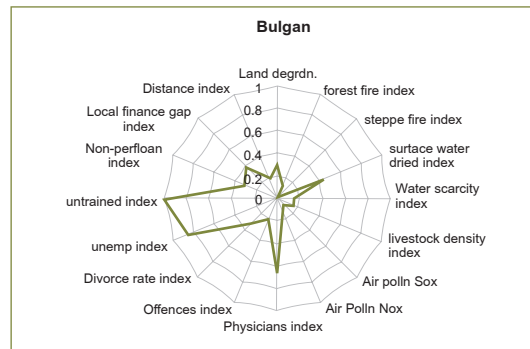 Bulgan
Land degrdn.
1
0.8
0.6
0.4
0.2
0
forest fire index
steppe fire index
surtace water
dried index
Water scarcity
index
livestock density
index
Air polln Sox
Air Polln Nox
Physicians index
Offences index
Divorce rate index
unemp index
untrained index
Non-perfloan
index
Local finance gap
index
Distance index